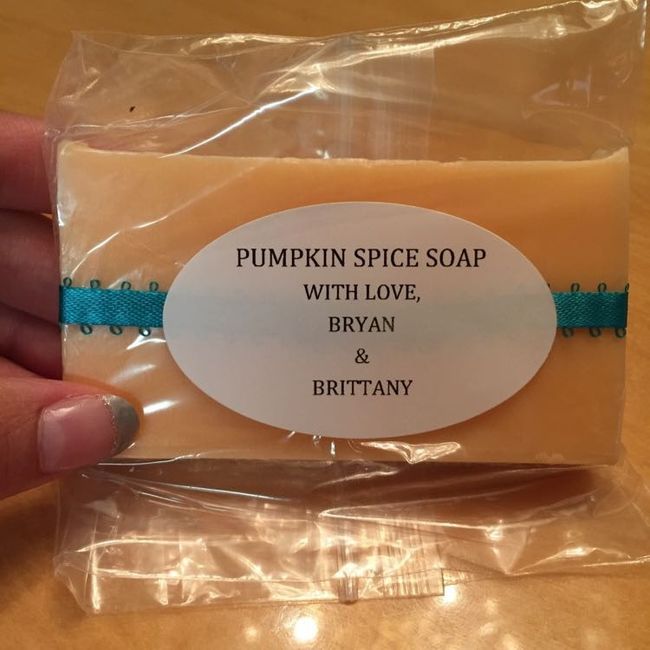 PUMPKIN SPICE SOAP
WITH LOVE,
BRYAN
&
BRITTANY